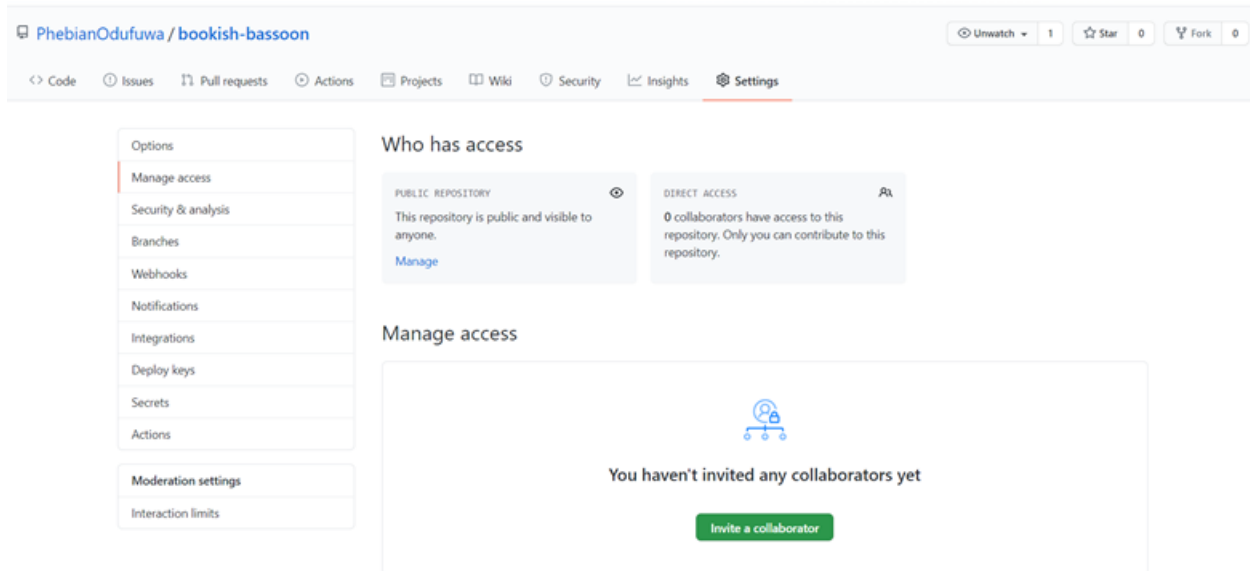 PhebianOdufuwa / bookish-bassoon
Unwatch 1 Star 0 Fork 0
Code Issues Pull requests Actions Projects Wiki Security Insights Settings
Options
Manage access
Security & analysis
Branches
Webhooks
Notifications
Integrations
Deploy keys
Secrets
Actions
Moderation settings
Interaction limits
Who has access
PUBLIC REPOSITORY
This repository is public and visible to
anyone.
Manage
DIRECT ACCESS
0 collaborators have access to this
repository. Only you can contribute to this
repository.
Manage access
You haven't invited any collaborators yet
Invite a collaborator